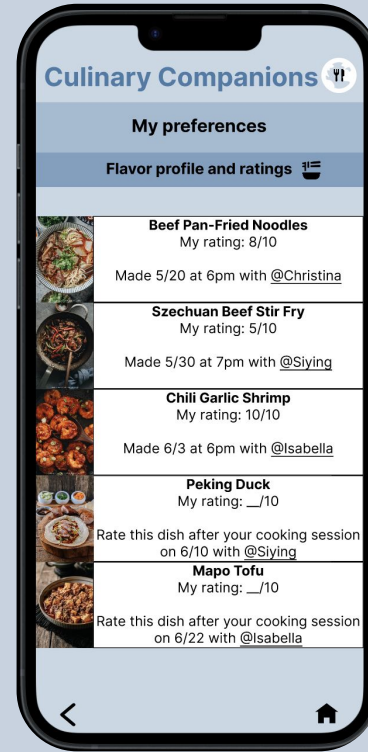 Culinary Companions
My preferences
Flavor profile and ratings
Beef Pan-Fried Noodles
My rating: 8/10
Made 5/20 at 6pm with @Christina
Szechuan Beef Stir Fry
My rating: 5/10
Made 5/30 at 7pm with @Siying
Chili Garlic Shrimp
My rating: 10/10
Made 6/3 at 6pm with @Isabella
Peking Duck
My rating: __/10
Rate this dish after your cooking session
on 6/10 with @Siying
Mapo Tofu
My rating: __/10
Rate this dish after your cooking session
on 6/22 with @Isabella